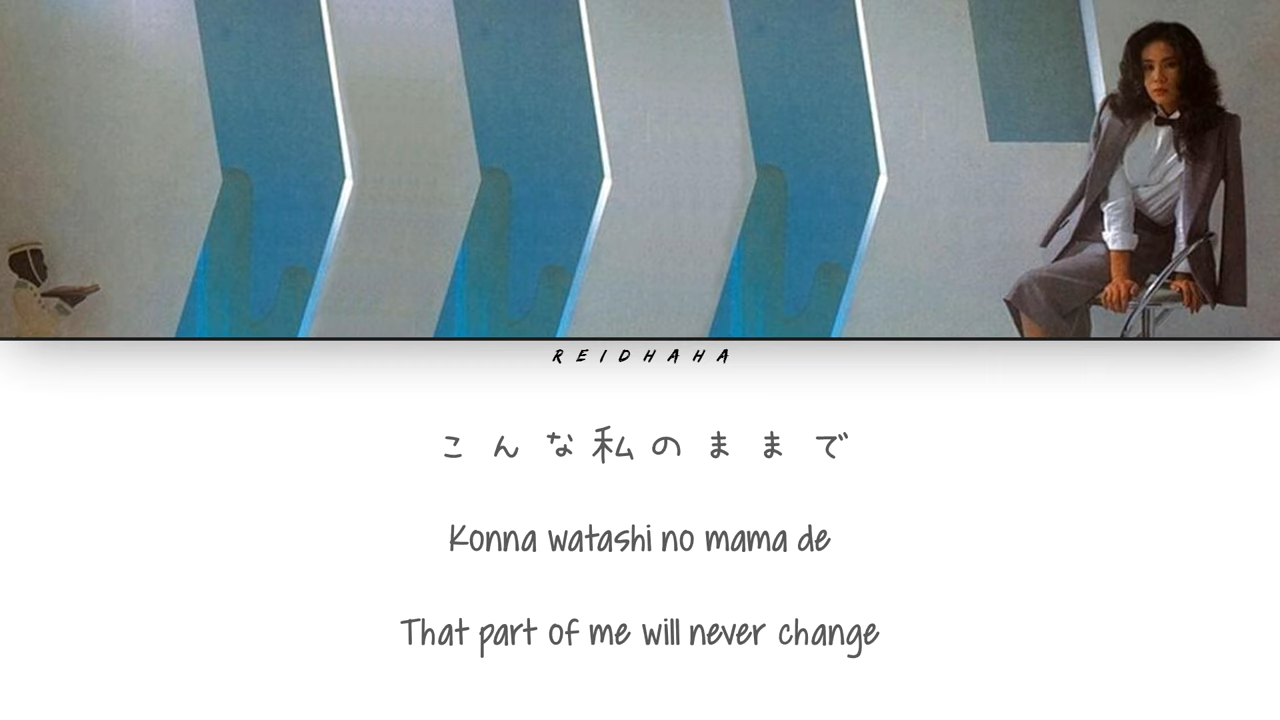 REIDHAHA
こんな私のままで
Konna watashi no mama de
That part of me will never change